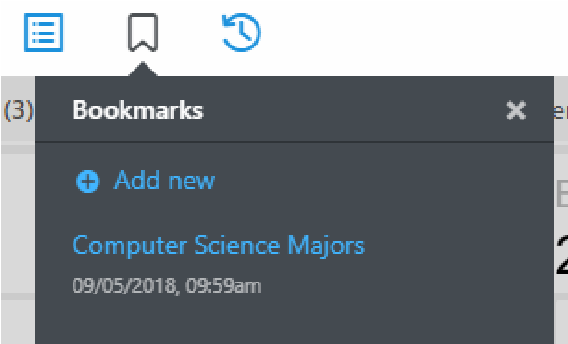 (3)
Bookmarks
Add new
Computer Science Majors
09/05/2018, 09:59am